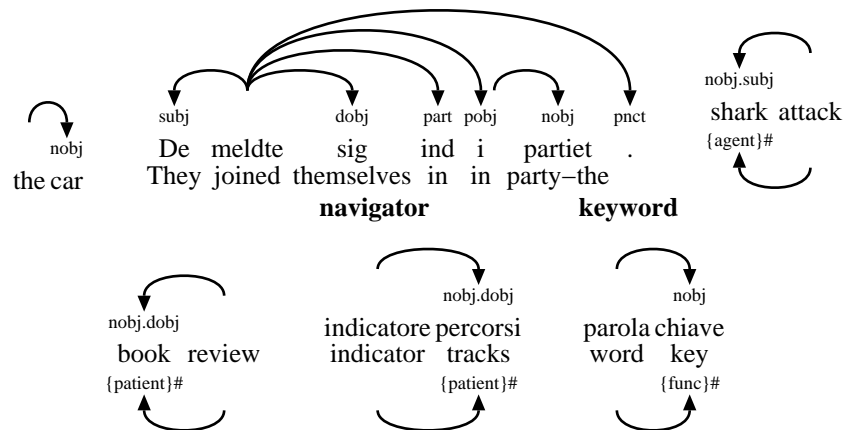 nobj
the car
subj dobj part pobj nobj pnct
De meldte sig ind i partiet .
They joined themselves in in party−the
nobj.subj
shark attack
{agent}#
navigator
keyword
nobj.dobj
book review
{patient}#
nobj.dobj
indicatore percorsi
indicator tracks
{patient}#
nobj
parola chiave
word key
{func}#